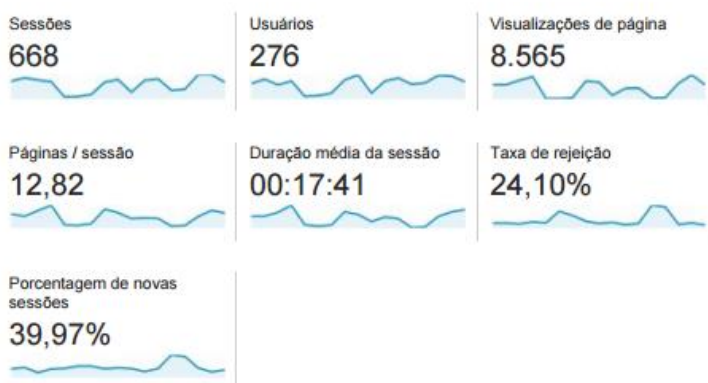 Sessões
668
Usuários
276
Visualizações de página
8.565
Páginas / sessão
12,82
Duração média da sessão
00:17:41
Taxa de rejeição
24,10%
Porcentagem de novas
sessões
39,97%